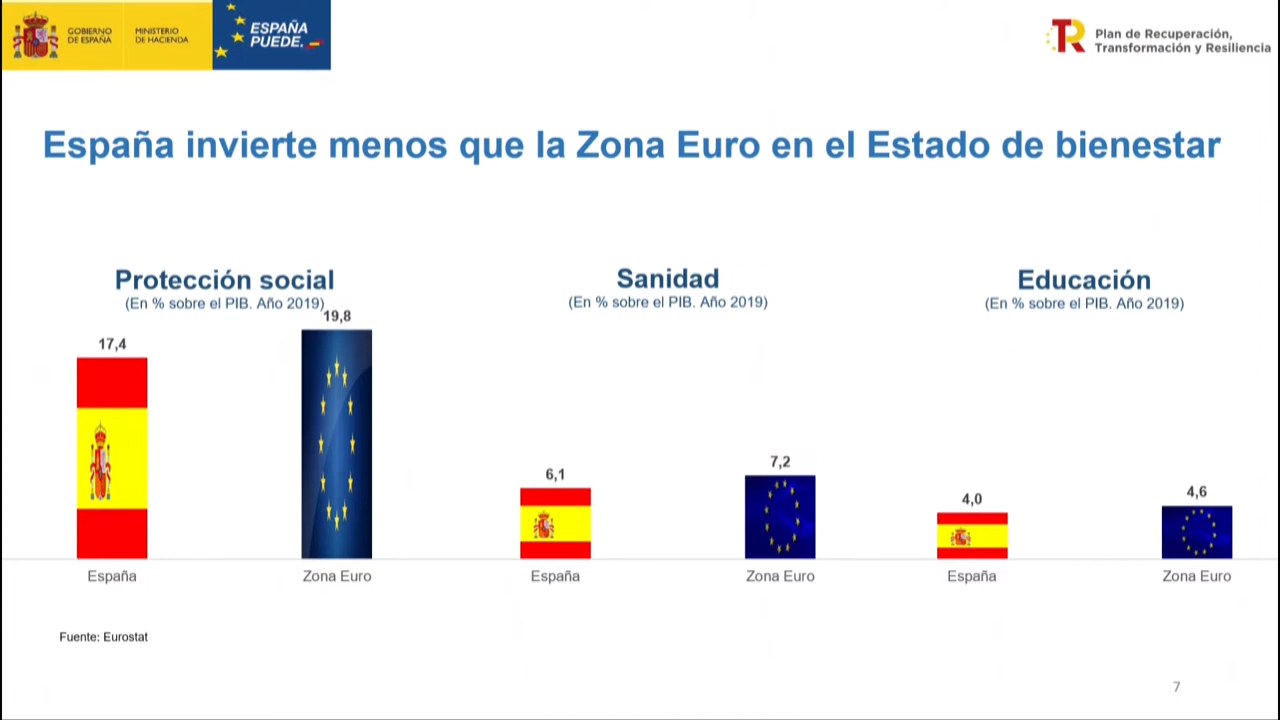 GOBIERNO
DE ESPAÑA
MINISTERIO
DE HACIENDA
ESPAÑA
PUEDE.
Plan de Recuperación,
Transformación y Resiliencia
España invierte menos que la Zona Euro en el Estado de bienestar
Protección social
(En % sobre el PIB. Año 2019)
17,4
19,8
España
Zona Euro
Sanidad
(En % sobre el PIB. Año 2019)
6,1
7,2
España
Zona Euro
Educación
(En % sobre el PIB. Año 2019)
4,0
4,6
España
Zona Euro
Fuente: Eurostat
7